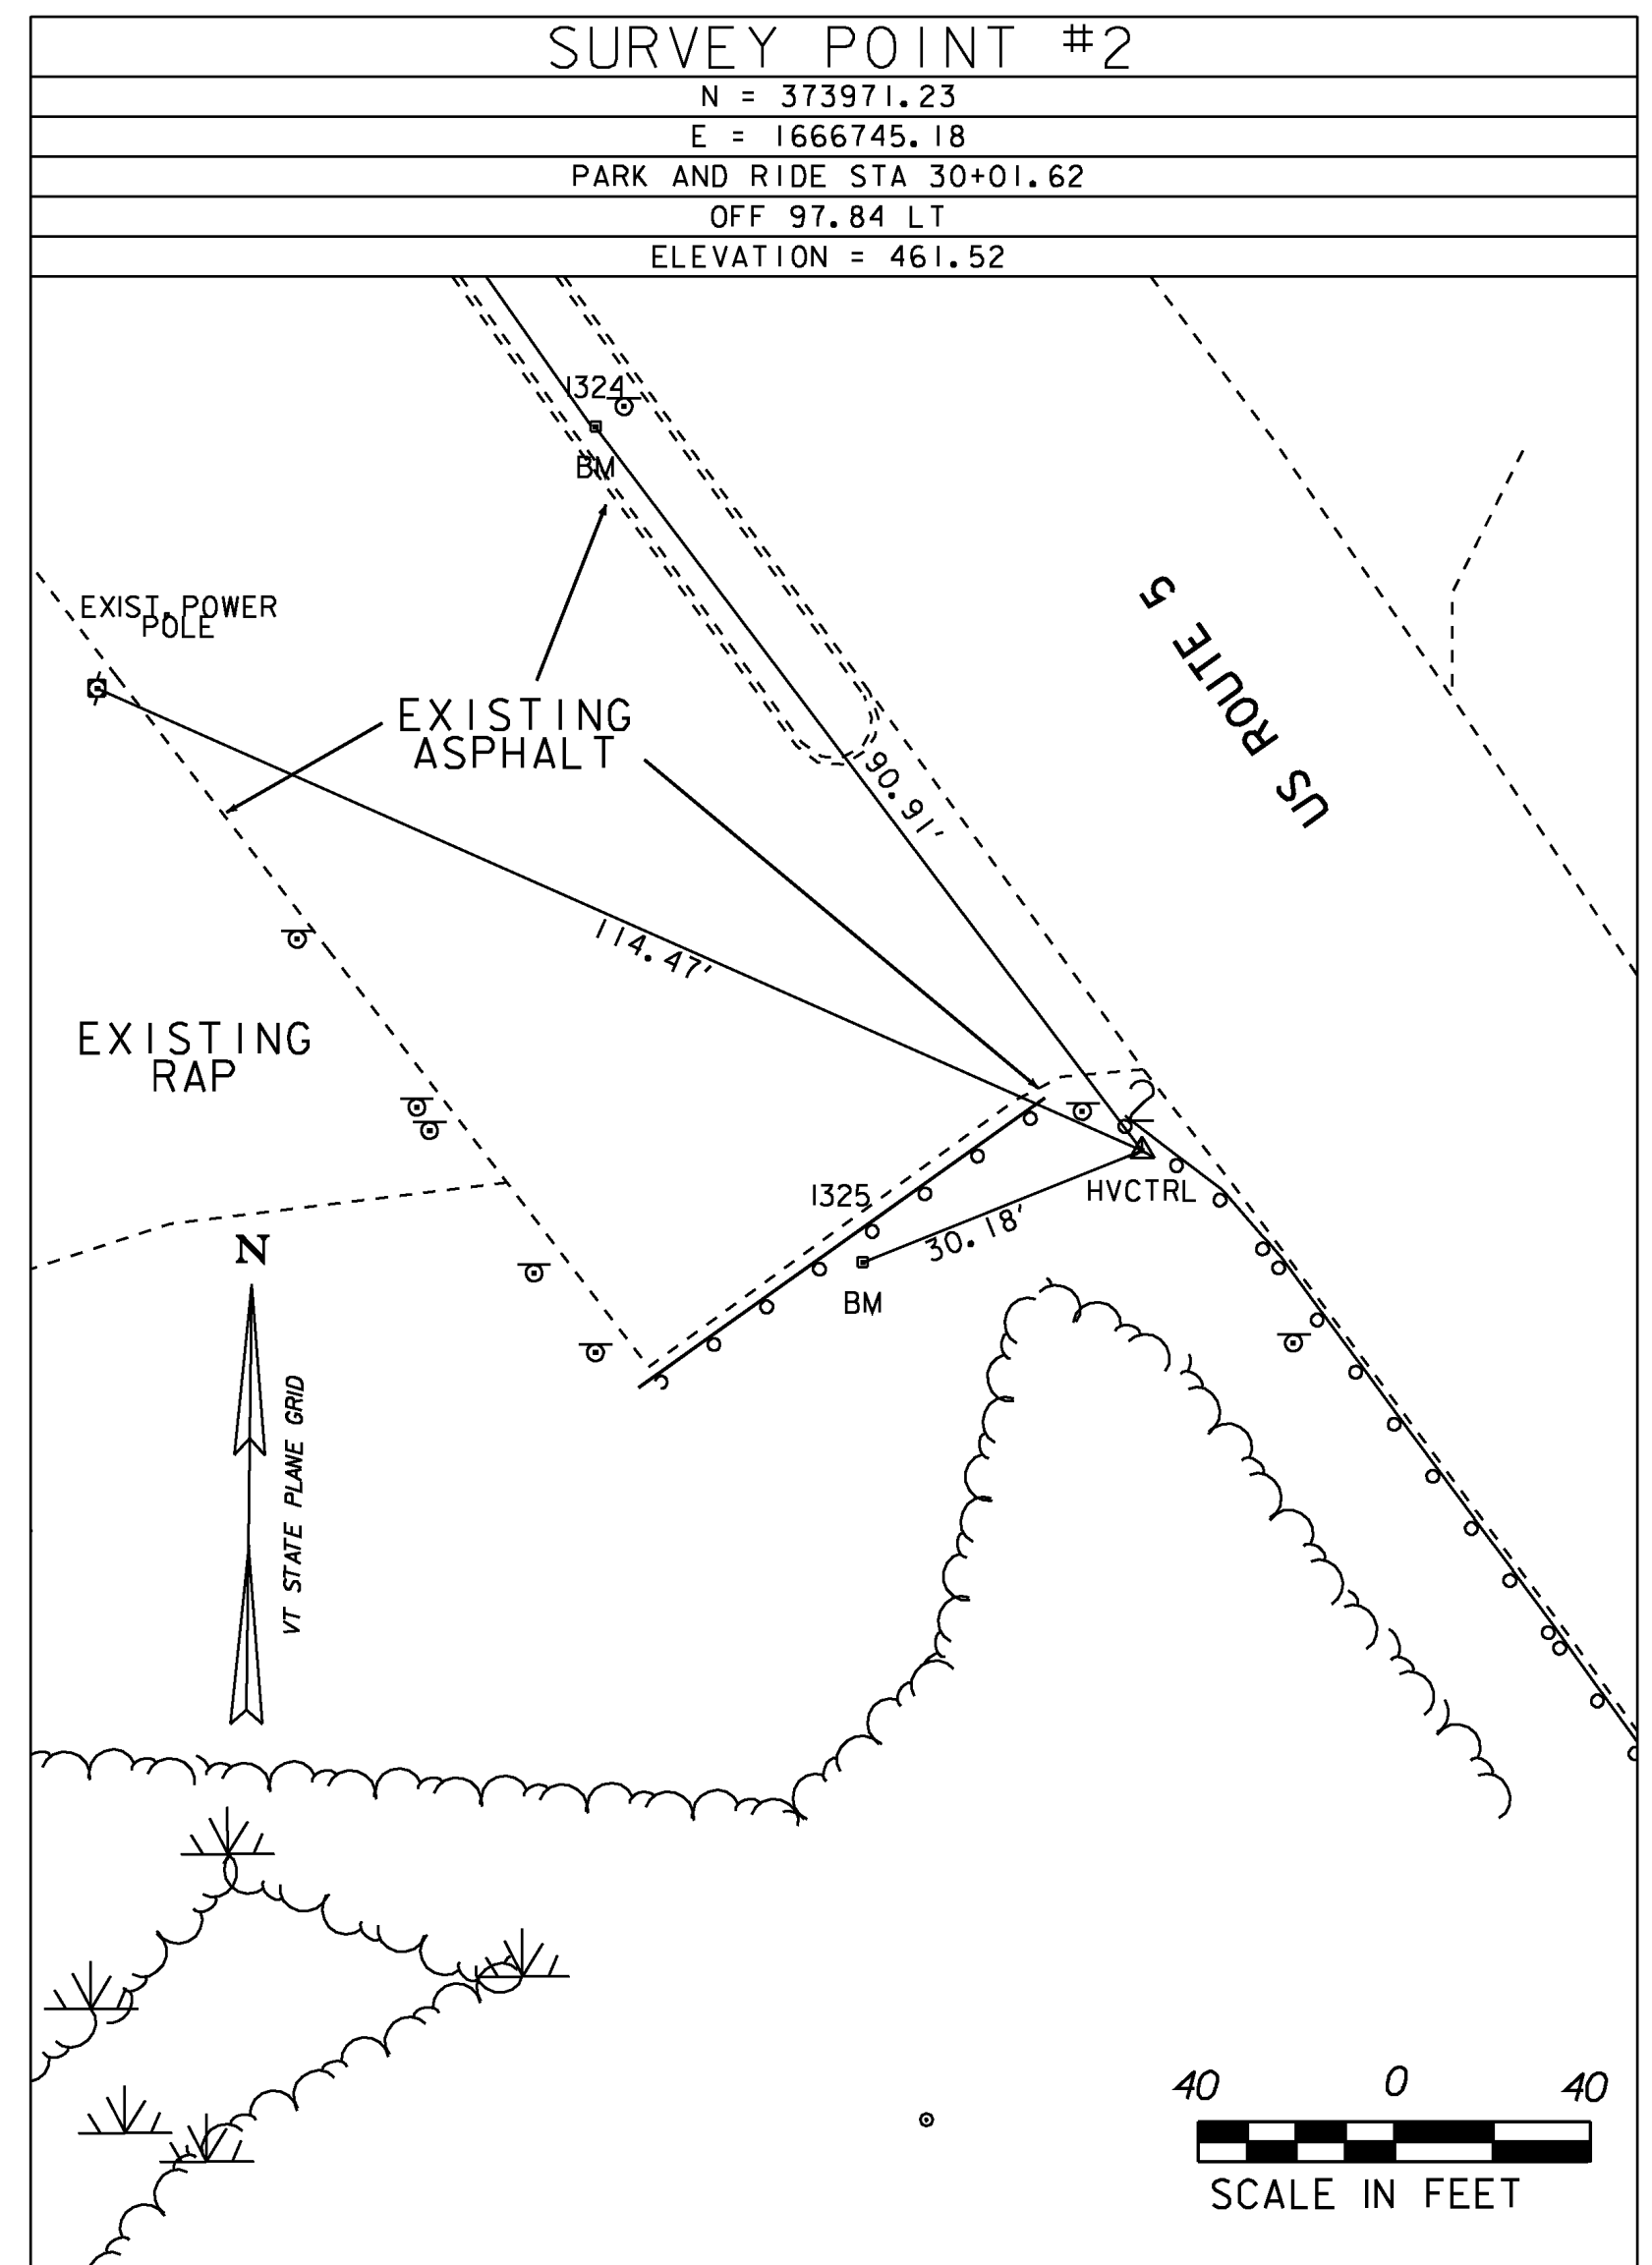 SURVEY POINT #2
N = 373971.23
E = 1666745.18
PARK AND RIDE STA 30+01.62
OFF 97.84 LT
ELEVATION = 461.52
1324
BM
EXIST. POWER
POLE
EXISTING
ASPHALT
US ROUTE 5
90.91'
114.47'
EXISTING
RAP
2
1325
HVCTRL
30.18'
BM
N
VT STATE PLANE GRID
40 0 40
SCALE IN FEET